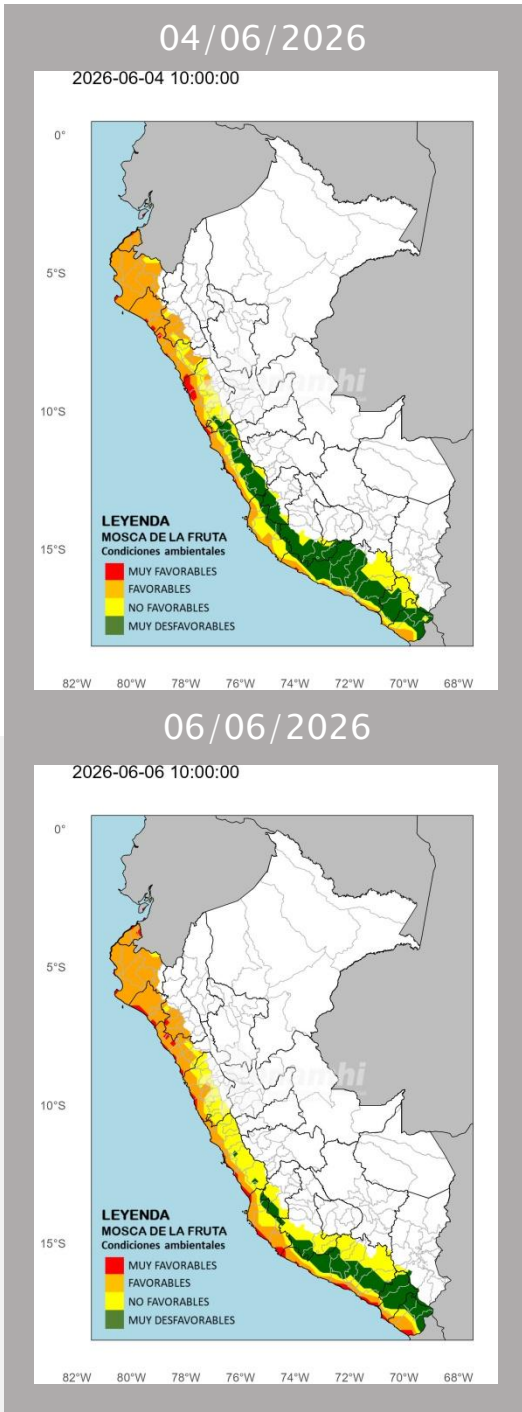 04/06/2026
2026-06-04 10:00:00
0°
5°S
10°S
15°S
LEYENDA
MOSCA DE LA FRUTA
Condiciones ambientales
MUY FAVORABLES
FAVORABLES
NO FAVORABLES
MUY DESFAVORABLES
82°W 80°W 78°W 76°W 74°W 72°W 70°W 68°W
06/06/2026
2026-06-06 10:00:00
0°
5°S
10°S
15°S
LEYENDA
MOSCA DE LA FRUTA
Condiciones ambientales
MUY FAVORABLES
FAVORABLES
NO FAVORABLES
MUY DESFAVORABLES
82°W 80°W 78°W 76°W 74°W 72°W 70°W 68°W